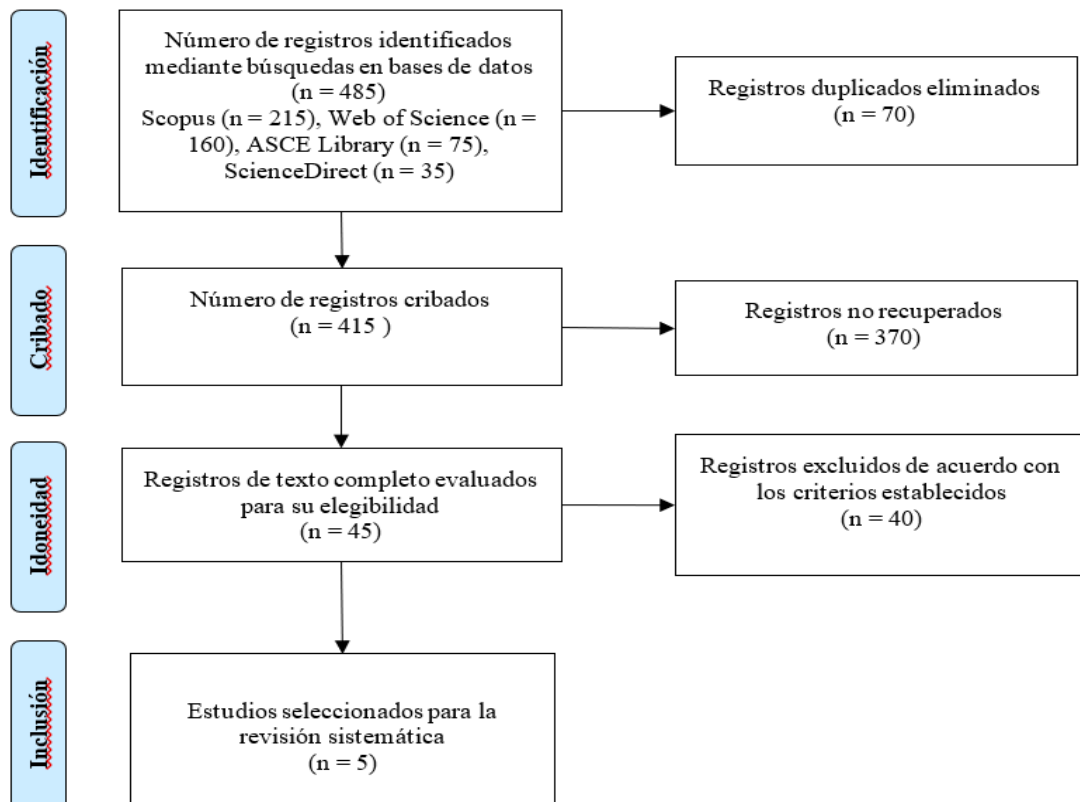 Identificación
Número de registros identificados
mediante búsquedas en bases de datos
(n = 485)
Scopus (n = 215), Web of Science (n =
160), ASCE Library (n = 75),
ScienceDirect (n = 35)
Registros duplicados eliminados
(n = 70)
Cribado
Número de registros cribados
(n = 415 )
Registros no recuperados
(n = 370)
Idoneidad
Registros de texto completo evaluados
para su elegibilidad
(n = 45)
Registros excluidos de acuerdo con
los criterios establecidos
(n = 40)
Inclusión
Estudios seleccionados para la
revisión sistemática
(n = 5)